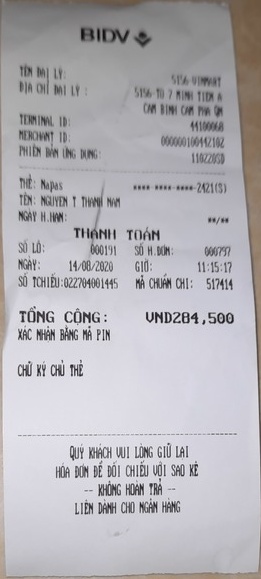 BIDV
TÊN ĐẠI LÝ: 5156 VINMART
ĐỊA CHỈ ĐẠI LÝ : 5156 TO 7 MINH TIEN A
CAM BINH CAM PHA QN
TERMINAL ID: 44100068
MERCHANT ID: 000000100442102
PHIÊN BẢN ỨNG DỤNG: 110220SD
THẺ: Napas **** **** **** 2421(S)
TÊN: NGUYEN T THANH NAM
NGÀY H.HẠN: **/**
THANH TOÁN
SỐ LÔ: 000191 SỐ H.ĐƠN: 000797
NGÀY: 14/08/2020 GIỜ: 11:15:17
SỐ TCHIẾU:022704001445 MÃ CHUẨN CHI: 517414
TỔNG CỘNG: VND284,500
XÁC NHẬN BẰNG MÃ PIN
CHỮ KÝ CHỦ THẺ
QUÝ KHÁCH VUI LÒNG GIỮ LẠI
HÓA ĐƠN ĐỂ ĐỐI CHIẾU VỚI SAO KÊ
-- KHÔNG HOÀN TRẢ --
LIÊN DÀNH CHO NGÂN HÀNG